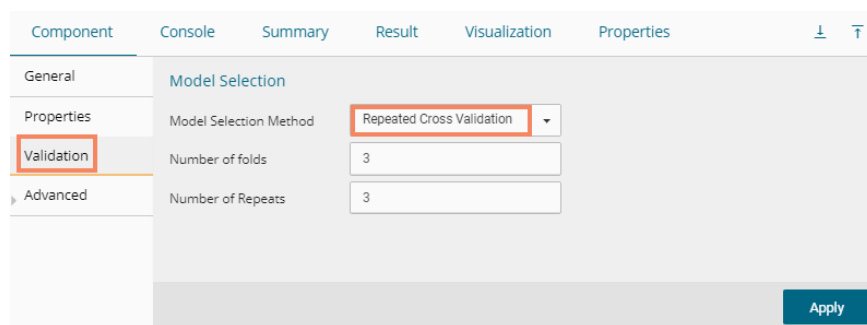 Component Console Summary Result Visualization Properties
General
Model Selection
Properties
Model Selection Method Repeated Cross Validation
Validation
Number of folds 3
Advanced
Number of Repeats 3
Apply